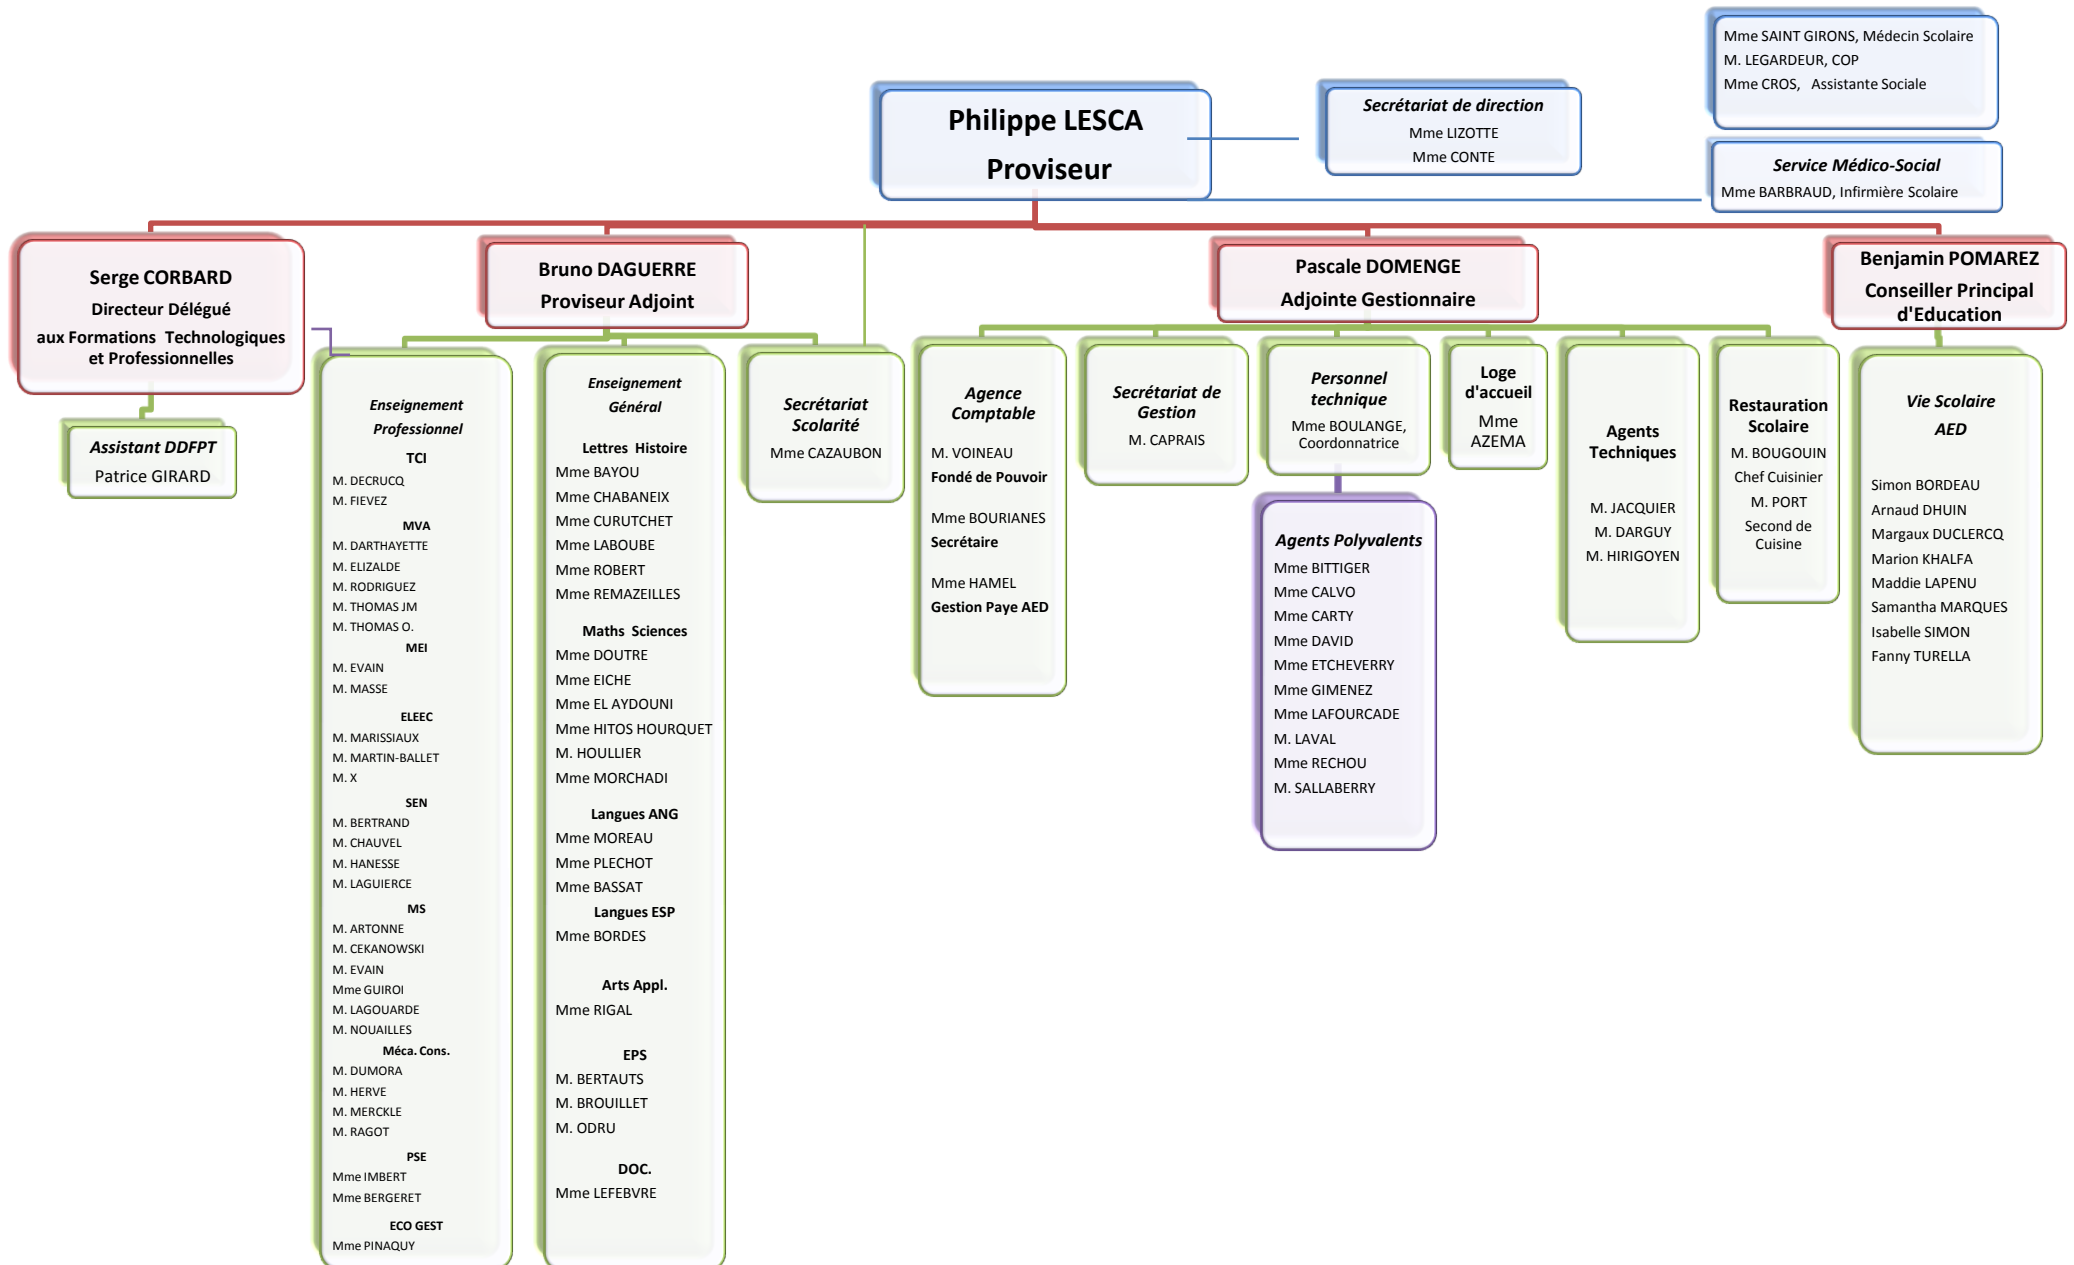 Mme SAINT GIRONS, Médecin Scolaire
M. LEGARDEUR, COP
Mme CROS, Assistante Sociale
Philippe LESCA
Proviseur
Secrétariat de direction
Mme LIZOTTE
Mme CONTE
Service Médico-Social
Mme BARBRAUD, Infirmière Scolaire
Serge CORBARD
Directeur Délégué
aux Formations Technologiques
et Professionnelles
Bruno DAGUERRE
Proviseur Adjoint
Pascale DOMENGE
Adjointe Gestionnaire
Benjamin POMAREZ
Conseiller Principal
d'Education
Assistant DDFPT
Patrice GIRARD
Enseignement
Professionnel
TCI
M. DECRUCQ
M. FIEVEZ
MVA
M. DARTHAYETTE
M. ELIZALDE
M. RODRIGUEZ
M. THOMAS JM
M. THOMAS O.
MEI
M. EVAIN
M. MASSE
ELEEC
M. MARISSIAUX
M. MARTIN-BALLET
M. X
SEN
M. BERTRAND
M. CHAUVEL
M. HANESSE
M. LAGUIERCE
MS
M. ARTONNE
M. CEKANOWSKI
M. EVAIN
Mme GUIROI
M. LAGOUARDE
M. NOUAILLES
Méca. Cons.
M. DUMORA
M. HERVE
M. MERCKLE
M. RAGOT
PSE
Mme IMBERT
Mme BERGERET
ECO GEST
Mme PINAQUY
Enseignement
Général
Lettres Histoire
Mme BAYOU
Mme CHABANEIX
Mme CURUTCHET
Mme LABOUBE
Mme ROBERT
Mme REMAZEILLES
Maths Sciences
Mme DOUTRE
Mme EICHE
Mme EL AYDOUNI
Mme HITOS HOURQUET
M. HOULLIER
Mme MORCHADI
Langues ANG
Mme MOREAU
Mme PLECHOT
Mme BASSAT
Langues ESP
Mme BORDES
Arts Appl.
Mme RIGAL
EPS
M. BERTAUTS
M. BROUILLET
M. ODRU
DOC.
Mme LEFEBVRE
Secrétariat
Scolarité
Mme CAZAUBON
Agence
Comptable
M. VOINEAU
Fondé de Pouvoir
Mme BOURIANES
Secrétaire
Mme HAMEL
Gestion Paye AED
Secrétariat de
Gestion
M. CAPRAIS
Personnel
technique
Mme BOULANGE,
Coordonnatrice
Agents Polyvalents
Mme BITTIGER
Mme CALVO
Mme CARTY
Mme DAVID
Mme ETCHEVERRY
Mme GIMENEZ
Mme LAFOURCADE
M. LAVAL
Mme RECHOU
M. SALLABERRY
Loge
d'accueil
Mme
AZEMA
Agents
Techniques
M. JACQUIER
M. DARGUY
M. HIRIGOYEN
Restauration
Scolaire
M. BOUGOUIN
Chef Cuisinier
M. PORT
Second de
Cuisine
Vie Scolaire
AED
Simon BORDEAU
Arnaud DHUIN
Margaux DUCLERCQ
Marion KHALFA
Maddie LAPENU
Samantha MARQUES
Isabelle SIMON
Fanny TURELLA